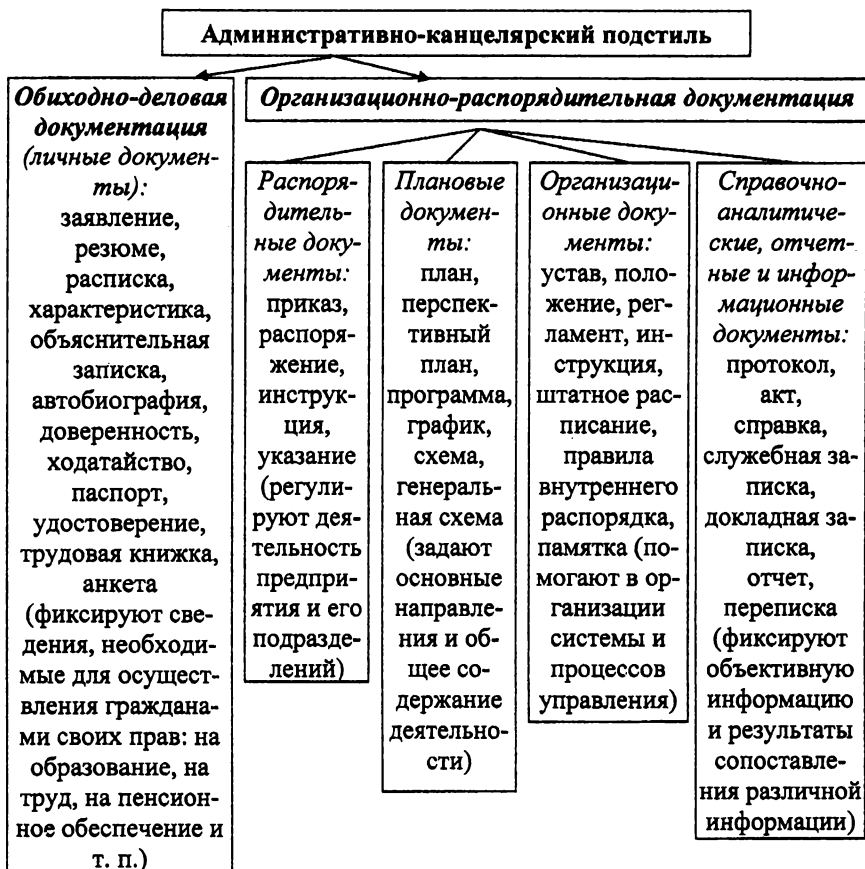 Административно-канцелярский подстиль
Обиходно-деловая
документация
(личные докумен-
ты):
заявление,
резюме,
расписка,
характеристика,
объяснительная
записка,
автобиография,
доверенность,
ходатайство,
паспорт,
удостоверение,
трудовая книжка,
анкета
(фиксируют све-
дения, необходи-
мые для осущест-
вления граждана-
ми своих прав: на
образование, на
труд, на пенсион-
ное обеспечение и
т. п.)
Организационно-распорядительная документация
Распоря-
дитель-
ные доку-
менты:
приказ,
распоря-
жение,
инструк-
ция,
указание
(регули-
руют дея-
тельность
предпри-
ятия и его
подразде-
лений)
Плановые
докумен-
ты:
план,
перспек-
тивный
план,
программа,
график,
схема,
генераль-
ная схема
(задают
основные
направле-
ния и об-
щее со-
держание
деятельно-
сти)
Организаци-
онные доку-
менты:
устав, поло-
жение, рег-
ламент, ин-
струкция,
штатное рас-
писание,
правила
внутреннего
распорядка,
памятка (по-
могают в ор-
ганизации
системы и
процессов
управления)
Справочно-
аналитиче-
ские, отчет-
ные и инфор-
мационные
документы:
протокол,
акт,
справка,
служебная за-
писка,
докладная за-
писка,
отчет,
переписка
(фиксируют
объективную
информацию
и результаты
сопоставле-
ния различной
информации)